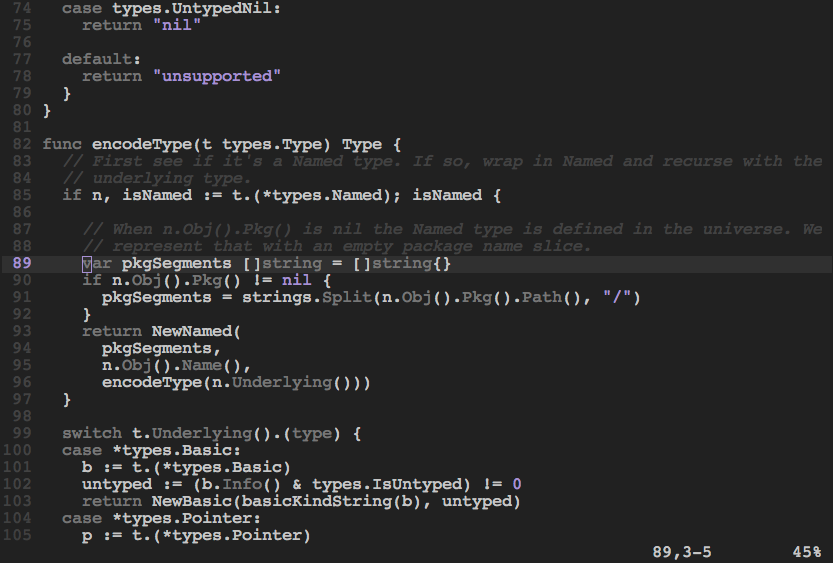 74   case types.UntypedNil:
75     return "nil"
76
77   default:
78     return "unsupported"
79   }
80 }
81
82 func encodeType(t types.Type) Type {
83   // First see if it's a Named type. If so, wrap in Named and recurse with the
84   // underlying type.
85   if n, isNamed := t.(*types.Named); isNamed {
86
87     // When n.Obj().Pkg() is nil the Named type is defined in the universe. We
88     // represent that with an empty package name slice.
89     var pkgSegments []string = []string{}
90     if n.Obj().Pkg() != nil {
91       pkgSegments = strings.Split(n.Obj().Pkg().Path(), "/")
92     }
93     return NewNamed(
94       pkgSegments,
95       n.Obj().Name(),
96       encodeType(n.Underlying()))
97   }
98
99   switch t.Underlying().(type) {
100   case *types.Basic:
101     b := t.(*types.Basic)
102     untyped := (b.Info() & types.IsUntyped) != 0
103     return NewBasic(basicKindString(b), untyped)
104   case *types.Pointer:
105     p := t.(*types.Pointer)
89,3-5 45%